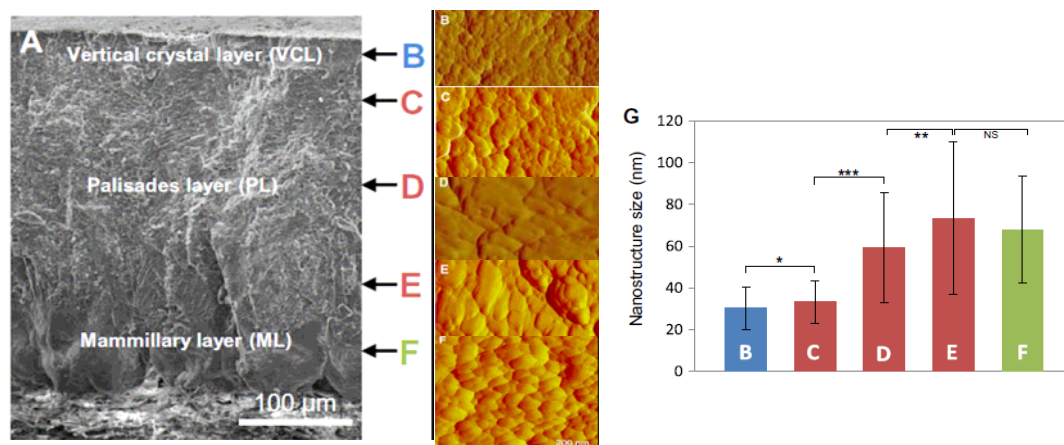 A
Vertical crystal layer (VCL)
B
C
Palisades layer (PL)
D
E
Mammillary layer (ML)
F
100 µm
B
C
D
E
F
200 nm
G
Nanostructure size (nm)
120
100
80
60
40
20
0
*
***
**
NS
B
C
D
E
F